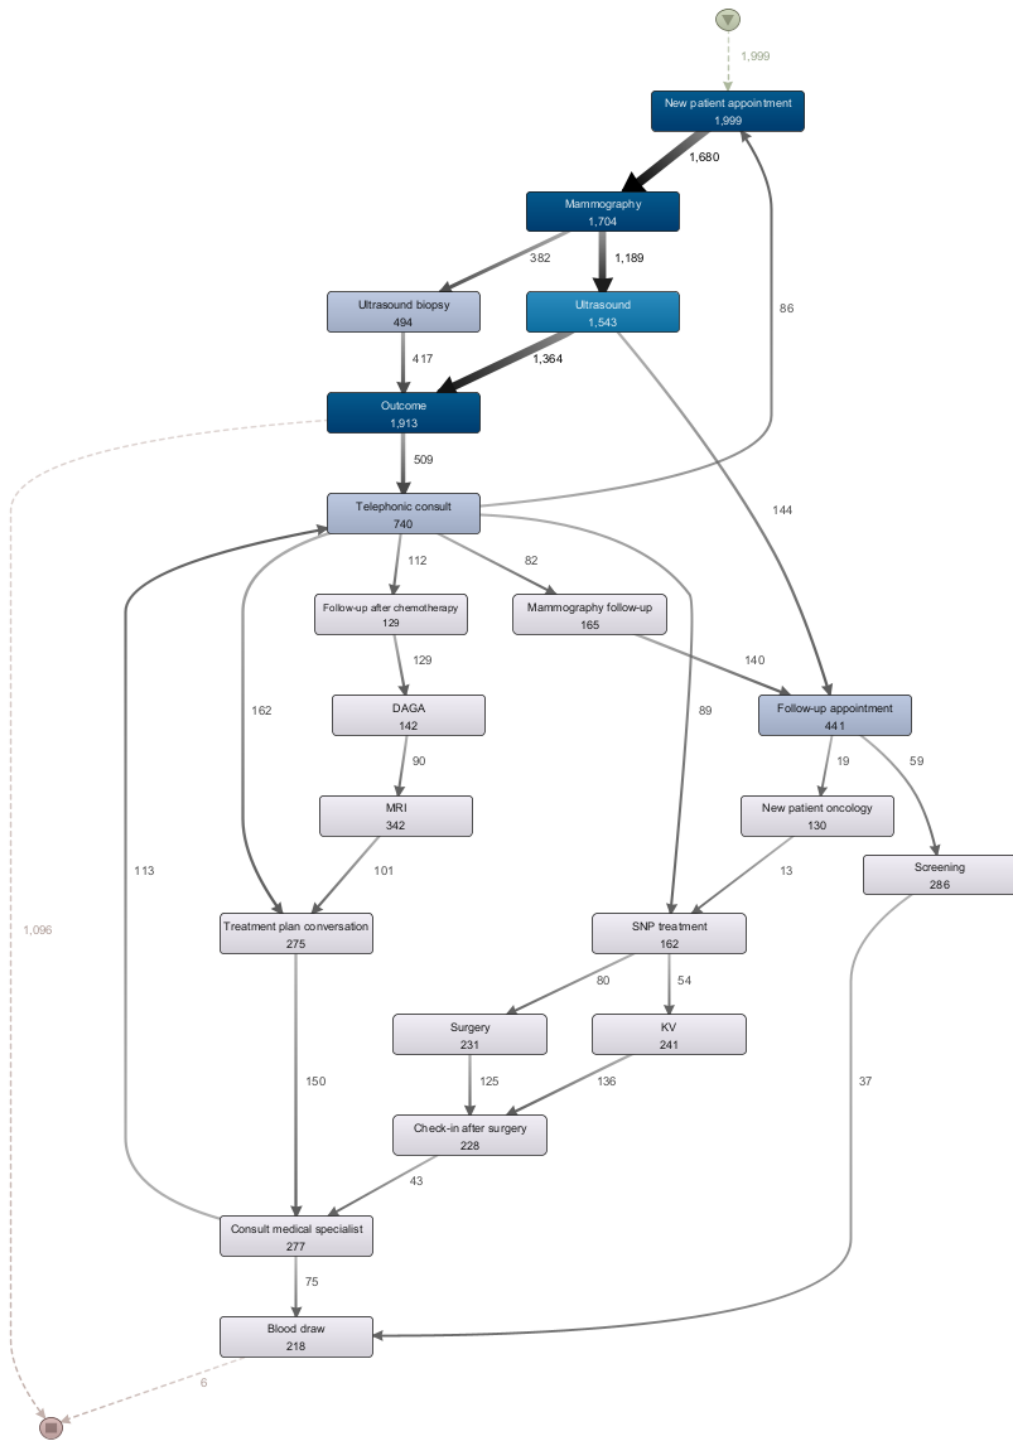 1,999
New patient appointment
1,999
1,680
Mammography
1,704
382
1,189
Ultrasound biopsy
494
Ultrasound
1,543
86
417
1,364
Outcome
1,913
509
Telephonic consult
740
144
112
82
Follow-up after chemotherapy
129
Mammography follow-up
165
129
140
162
DAGA
142
89
Follow-up appointment
441
90
19
59
MRI
342
New patient oncology
130
113
101
13
Screening
286
1,096
Treatment plan conversation
275
SNP treatment
162
80
54
Surgery
231
KV
241
150
125
136
37
Check-in after surgery
228
43
Consult medical specialist
277
75
Blood draw
218
6